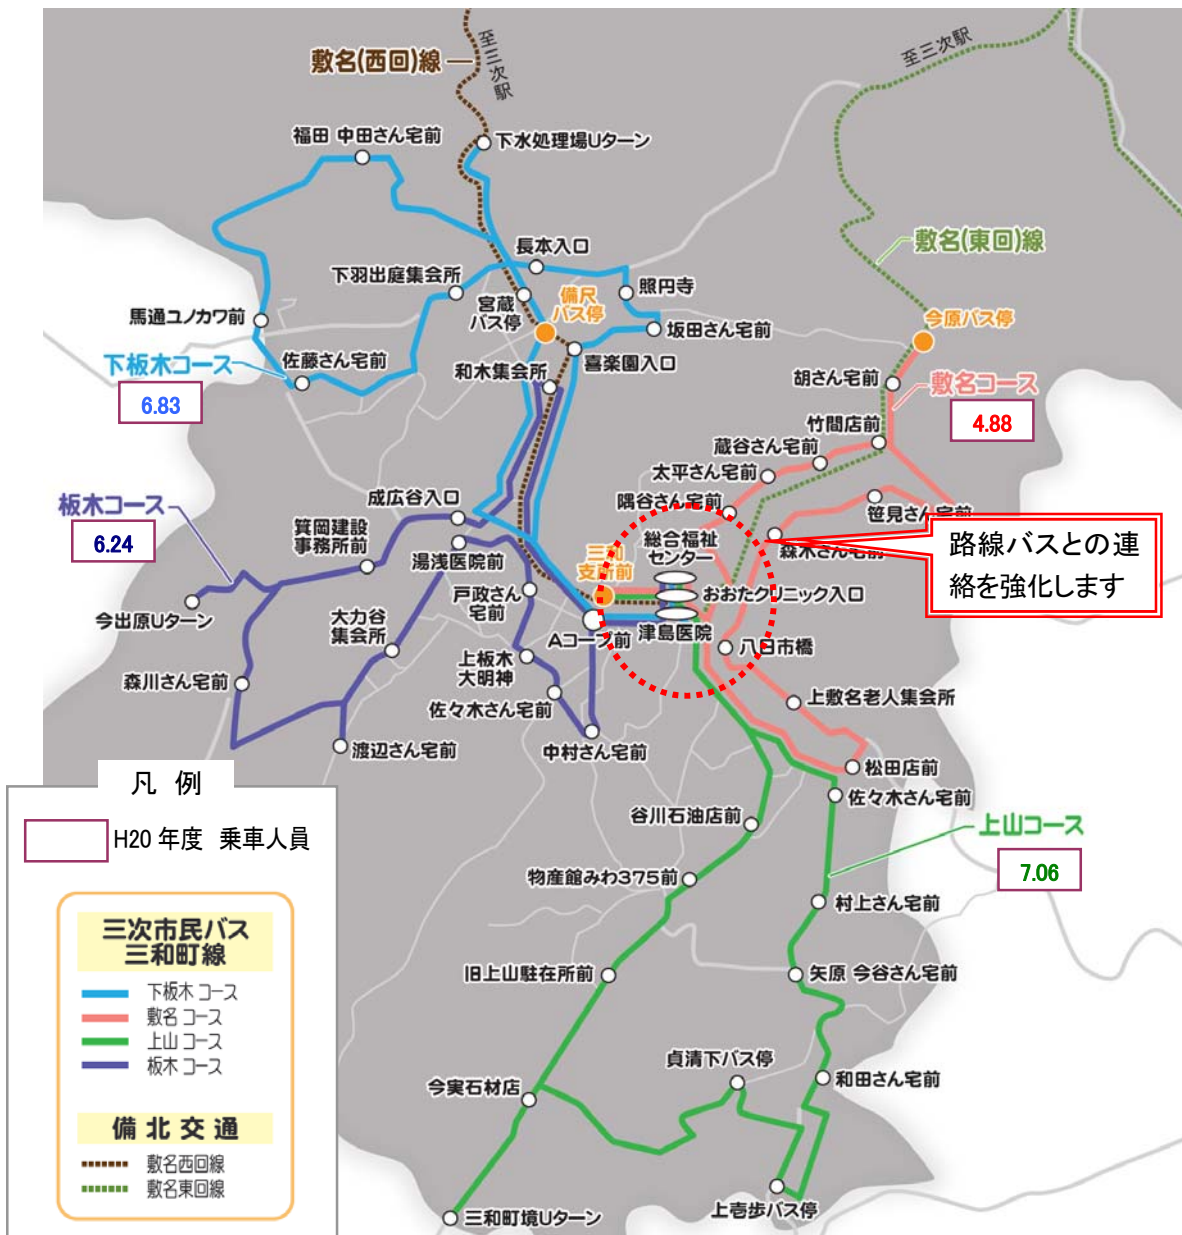 至三次駅
敷名(西回)線
至三次駅
福田 中田さん宅前
下水処理場Uターン
敷名(東回)線
長本入口
下羽出庭集会所
照円寺
宮蔵
バス停
備尺
バス停
馬通ユノカワ前
坂田さん宅前
今原バス停
下板木コース
佐藤さん宅前
喜楽園入口
和木集会所
胡さん宅前
敷名コース
6.83
4.88
竹間店前
蔵谷さん宅前
太平さん宅前
板木コース
成広谷入口
隅谷さん宅前
笹見さん宅前
6.24
箕岡建設
事務所前
湯浅医院前
総合福祉
センター
森木さん宅前
路線バスとの連
絡を強化します
三和
支所前
おおたクリニック入口
今出原Uターン
戸政さん
宅前
大力谷
集会所
Aコープ前
津島医院
八日市橋
上板木
大明神
森川さん宅前
上敷名老人集会所
佐々木さん宅前
渡辺さん宅前
中村さん宅前
松田店前
佐々木さん宅前
凡 例
H20 年度 乗車人員
谷川石油店前
上山コース
7.06
物産館みわ375前
村上さん宅前
三次市民バス
三和町線
下板木 コース
敷名 コース
上山 コース
板木 コース
旧上山駐在所前
矢原 今谷さん宅前
貞清下バス停
今実石材店
和田さん宅前
備 北 交 通
敷名西回線
敷名東回線
三和町境Uターン
上壱歩バス停